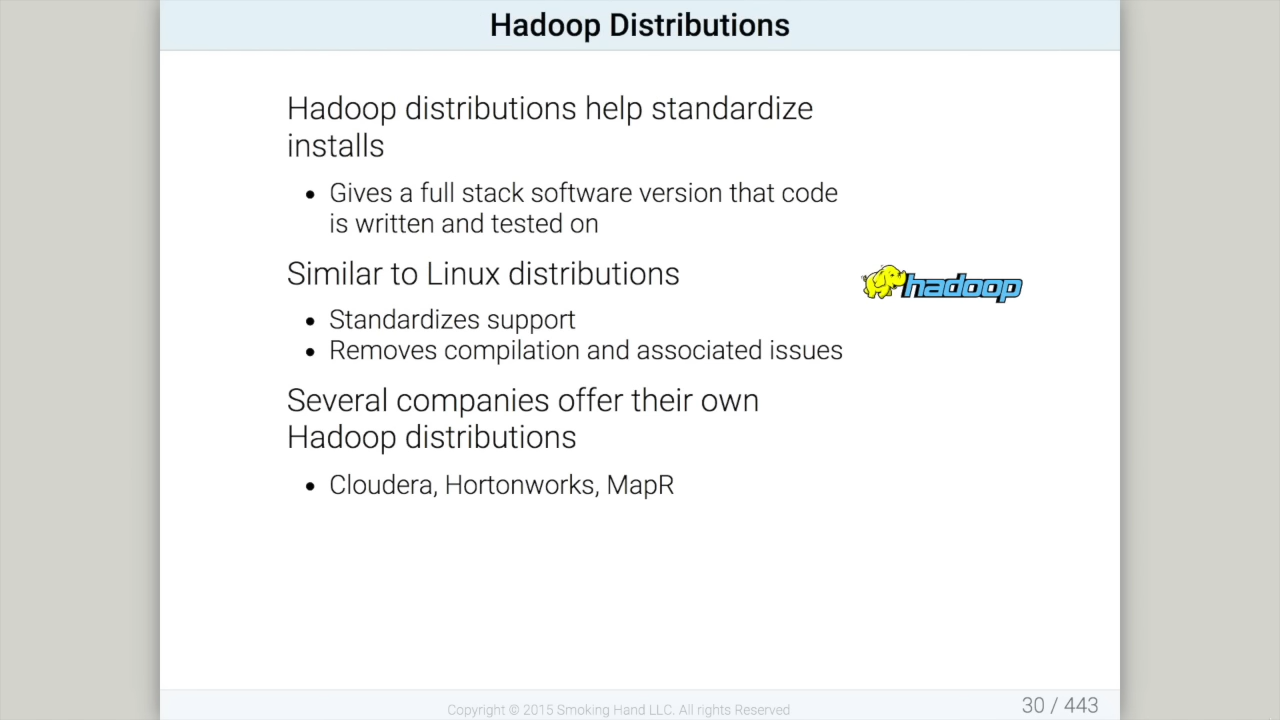 Hadoop Distributions
Hadoop distributions help standardize
installs
• Gives a full stack software version that code
is written and tested on
Similar to Linux distributions
• Standardizes support
• Removes compilation and associated issues
hadoop
Several companies offer their own
Hadoop distributions
• Cloudera, Hortonworks, MapR
Copyright © 2015 Smoking Hand LLC. All rights Reserved
30 / 443